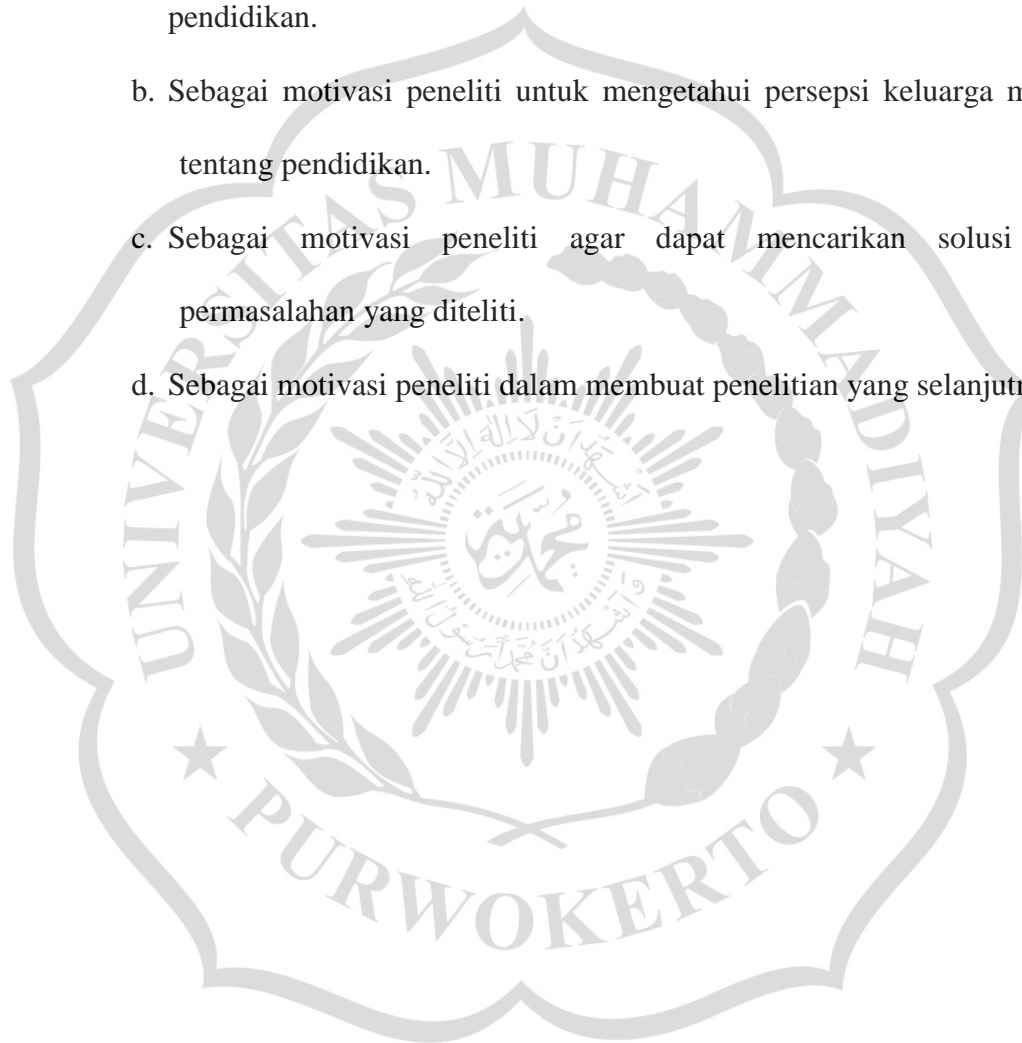 pendidikan.
b. Sebagai motivasi peneliti untuk mengetahui persepsi keluarga
tentang pendidikan.
c. Sebagai motivasi peneliti agar dapat mencarikan solusi
permasalahan yang diteliti.
d. Sebagai motivasi peneliti dalam membuat penelitian yang
UNIVERSITAS MUHAMMADIYAH
PURWOKERTO